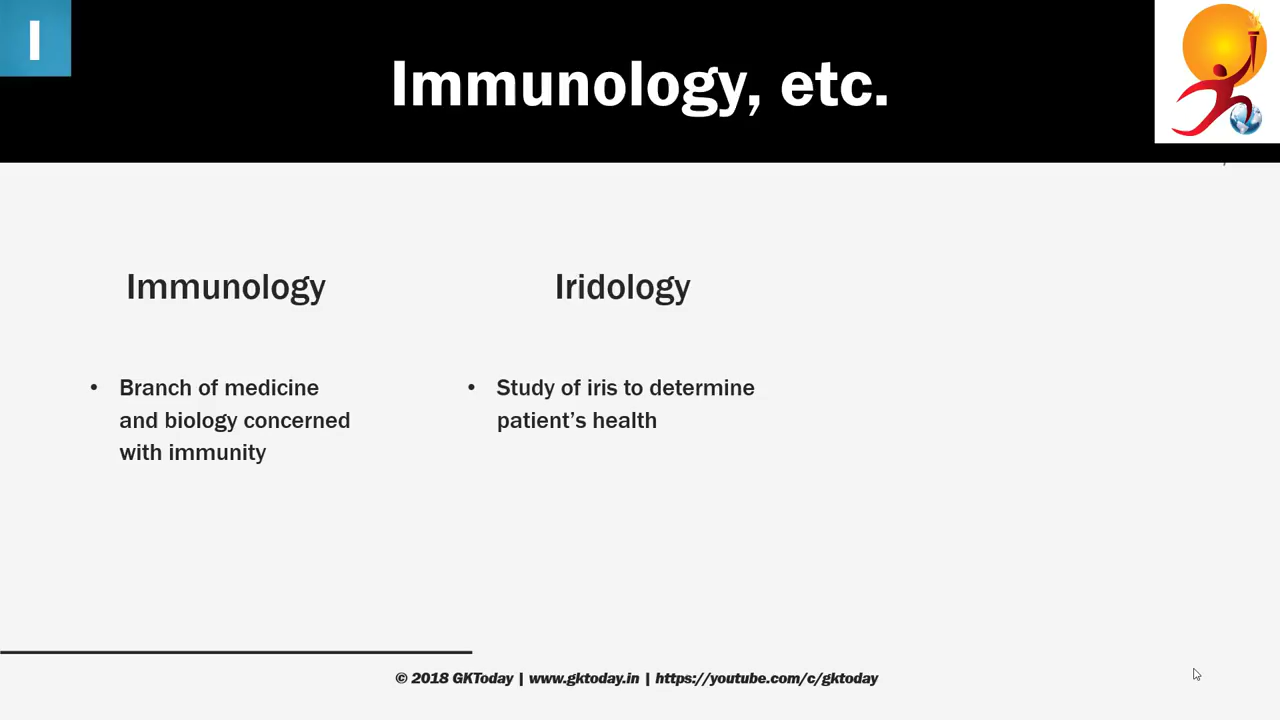 I
Immunology, etc.
Immunology
• Branch of medicine
and biology concerned
with immunity
Iridology
• Study of iris to determine
patient’s health
© 2018 GKToday | www.gktoday.in | https://youtube.com/c/gktoday